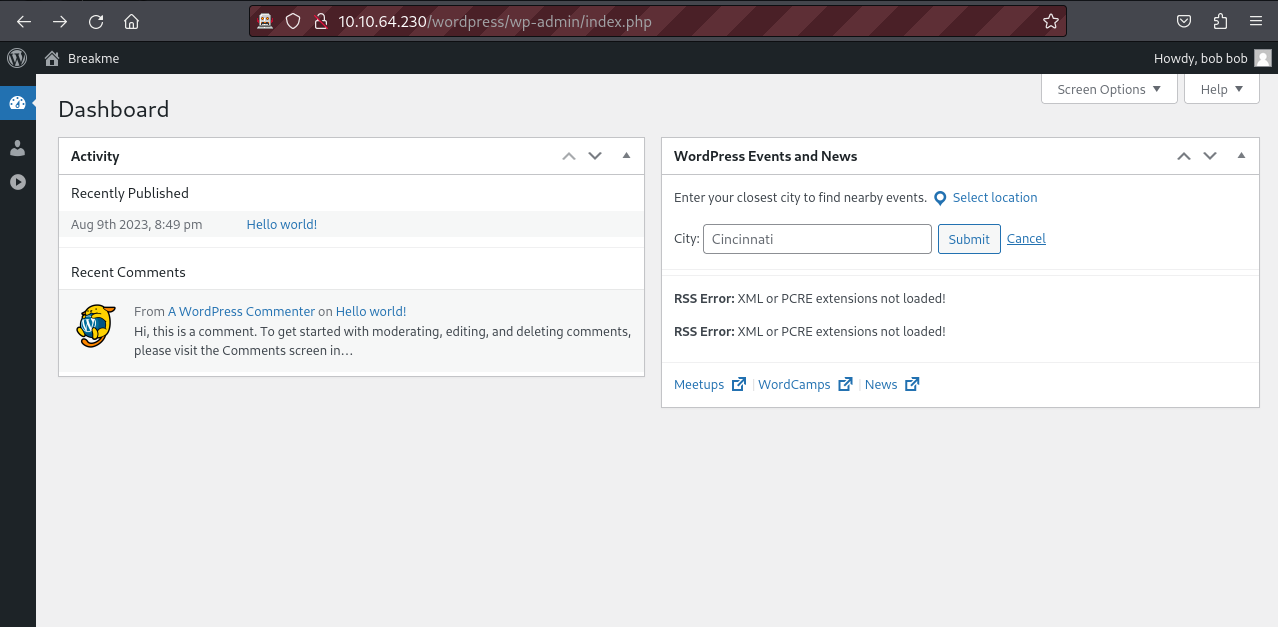 10.10.64.230/wordpress/wp-admin/index.php
Breakme
Howdy, bob bob
Screen Options
Help
Dashboard
Activity
Recently Published
Aug 9th 2023, 8:49 pm Hello world!
Recent Comments
From A WordPress Commenter on Hello world!
Hi, this is a comment. To get started with moderating, editing, and deleting comments,
please visit the Comments screen in…
WordPress Events and News
Enter your closest city to find nearby events. Select location
City: Cincinnati Submit Cancel
RSS Error: XML or PCRE extensions not loaded!
RSS Error: XML or PCRE extensions not loaded!
Meetups | WordCamps | News